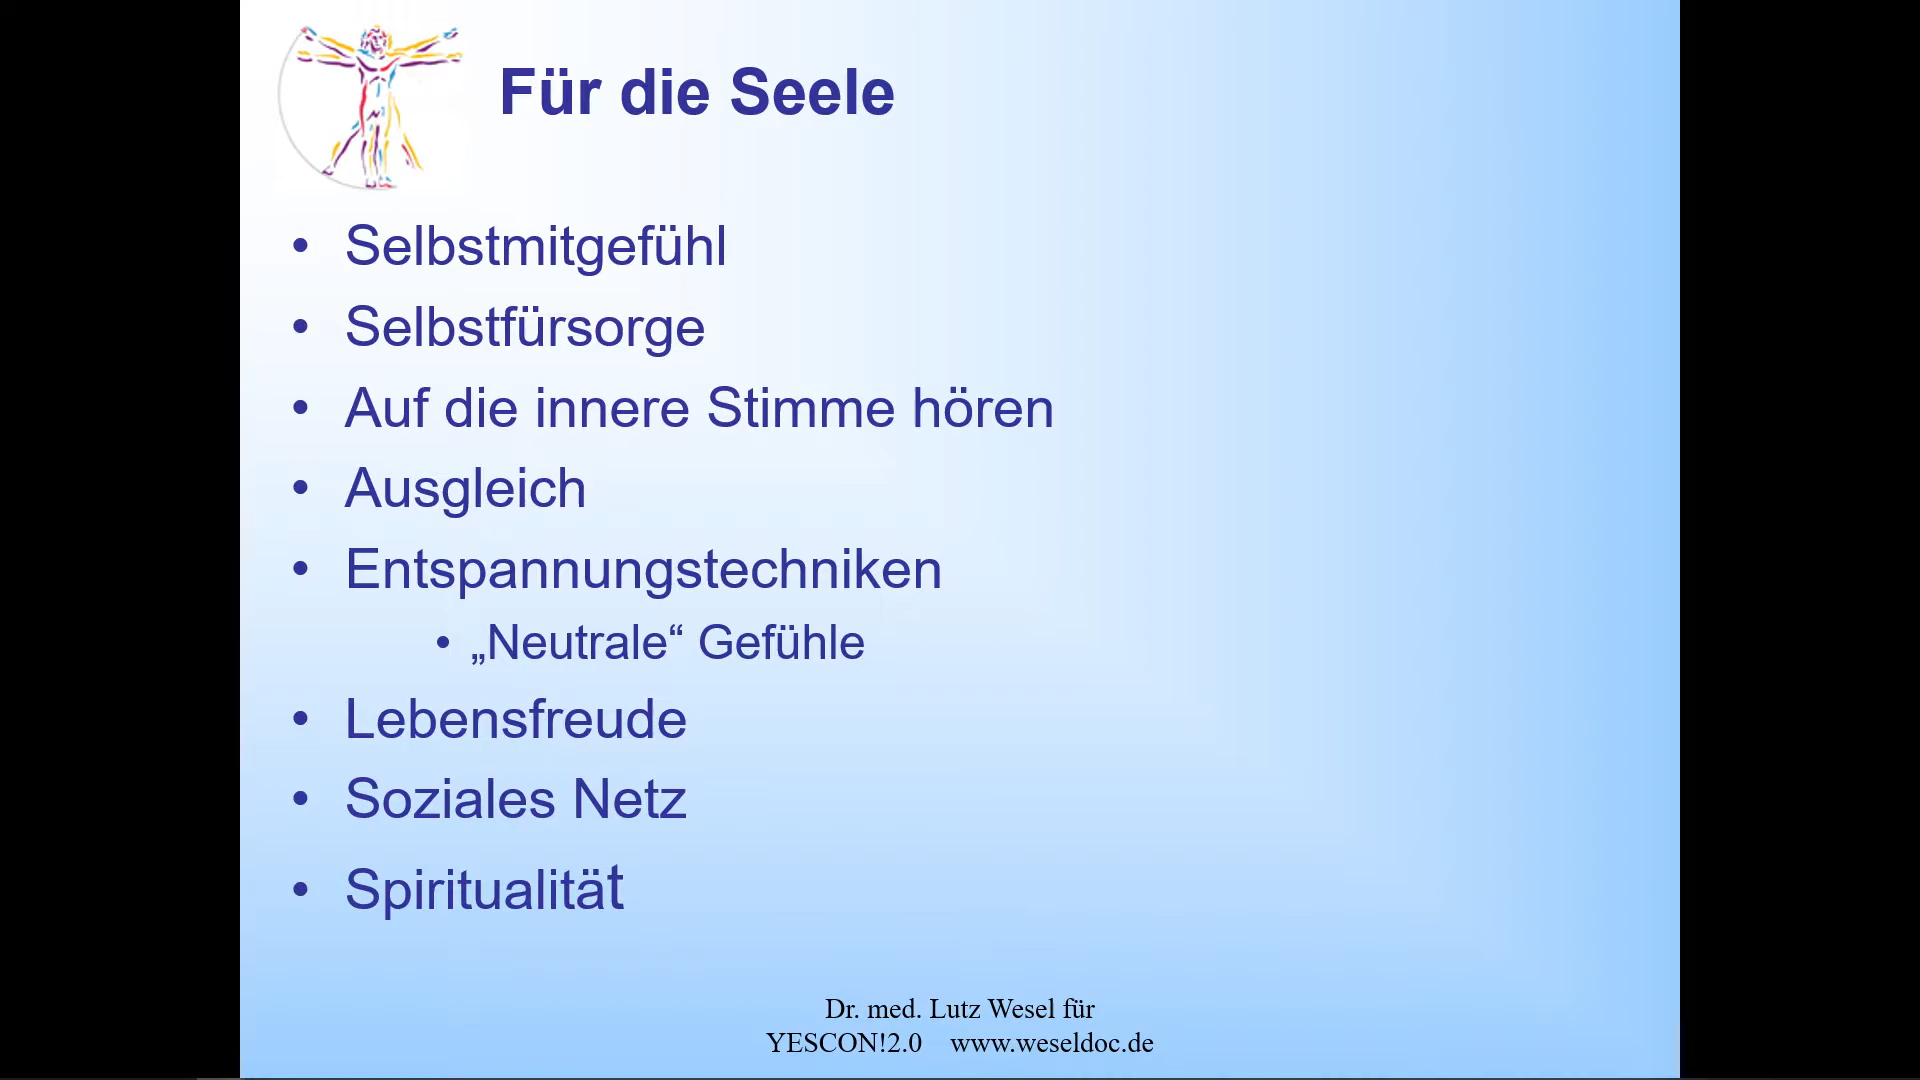 Für die Seele
• Selbstmitgefühl
• Selbstfürsorge
• Auf die innere Stimme hören
• Ausgleich
• Entspannungstechniken
• „Neutrale“ Gefühle
• Lebensfreude
• Soziales Netz
• Spiritualität
Dr. med. Lutz Wesel für
YESCON!2.0 www.weseldoc.de